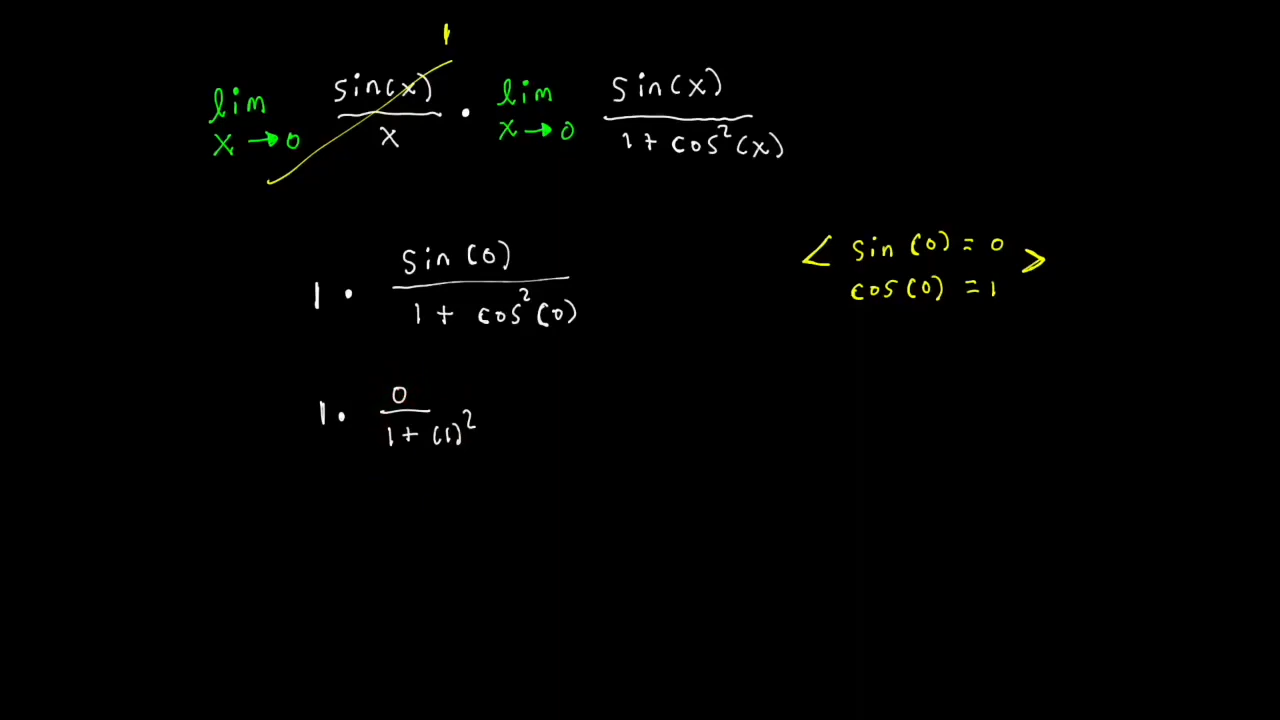 1
lim x→0 sin(x)/x · lim x→0 sin(x)/(1 + cos²(x))
1 · sin(0)/(1 + cos²(0))
< sin(0) = 0
cos(0) = 1 >
1 · 0/(1 + (1)²)